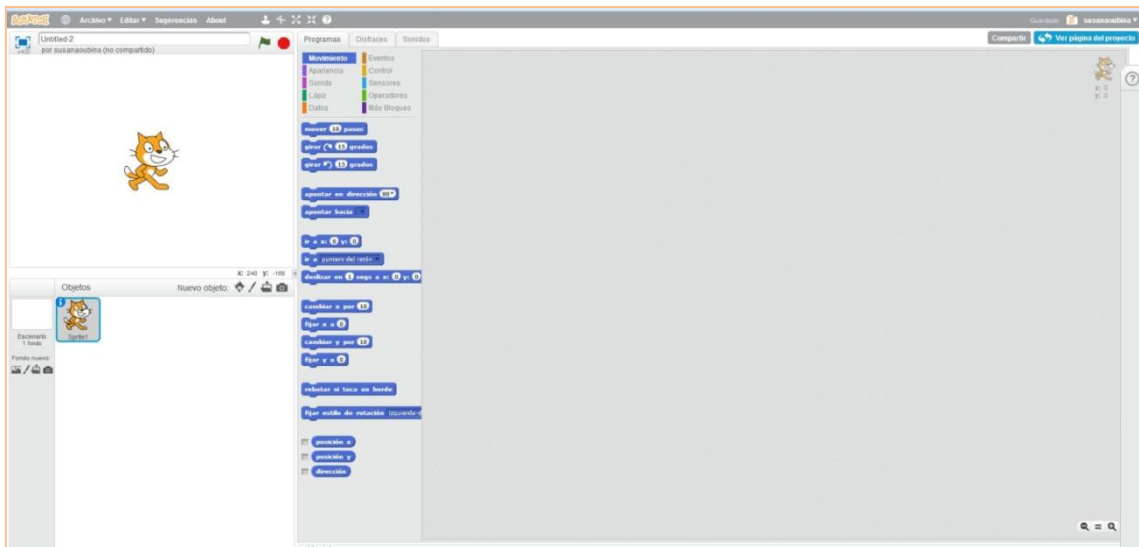 SCRATCH Archivo Editar Sugerencias About Guardado susanaoubina
Untitled-2
por susanaoubina (no compartido)
Programas Disfraces Sonidos
Compartir Ver página del proyecto
Movimiento Eventos
Apariencia Control
Sonido Sensores
Lápiz Operadores
Datos Más Bloques
x: 0
y: 0
?
mover 10 pasos
girar 15 grados
girar 15 grados
apuntar en dirección 90
apuntar hacia
ir a x: 0 y: 0
ir a puntero del ratón
deslizar en 1 segs a x: 0 y: 0
cambiar x por 10
fijar x a 0
cambiar y por 10
fijar y a 0
rebotar si toca un borde
fijar estilo de rotación izquierda-d
posición x
posición y
dirección
x: 240 y: -180
Objetos Nuevo objeto:
Sprite1
Escenario
1 fondo
Fondo nuevo: